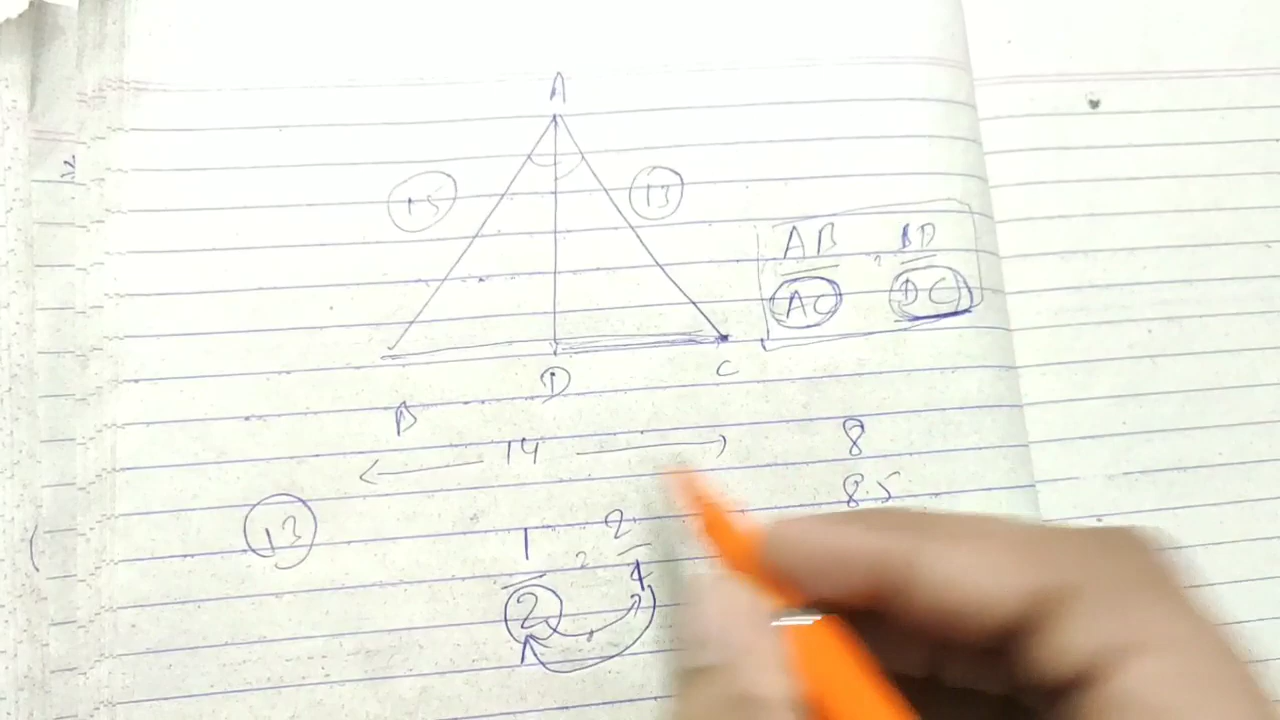 A
15 13
AB/AC = BD/DC
D C
B
14 8
8.5
13
1/2 = 2/4